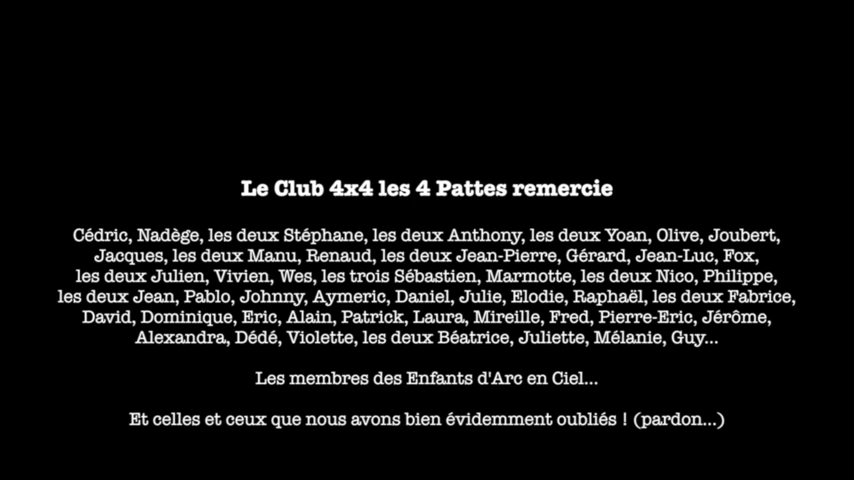 Le Club 4x4 les 4 Pattes remercie
Cédric, Nadège, les deux Stéphane, les deux Anthony, les deux Yoan, Olive, Joubert,
Jacques, les deux Manu, Renaud, les deux Jean-Pierre, Gérard, Jean-Luc, Fox,
les deux Julien, Vivien, Wes, les trois Sébastien, Marmotte, les deux Nico, Philippe,
les deux Jean, Pablo, Johnny, Aymeric, Daniel, Julie, Elodie, Raphaël, les deux Fabrice,
David, Dominique, Eric, Alain, Patrick, Laura, Mireille, Fred, Pierre-Eric, Jérôme,
Alexandra, Dédé, Violette, les deux Béatrice, Juliette, Mélanie, Guy...
Les membres des Enfants d'Arc en Ciel...
Et celles et ceux que nous avons bien évidemment oubliés ! (pardon...)